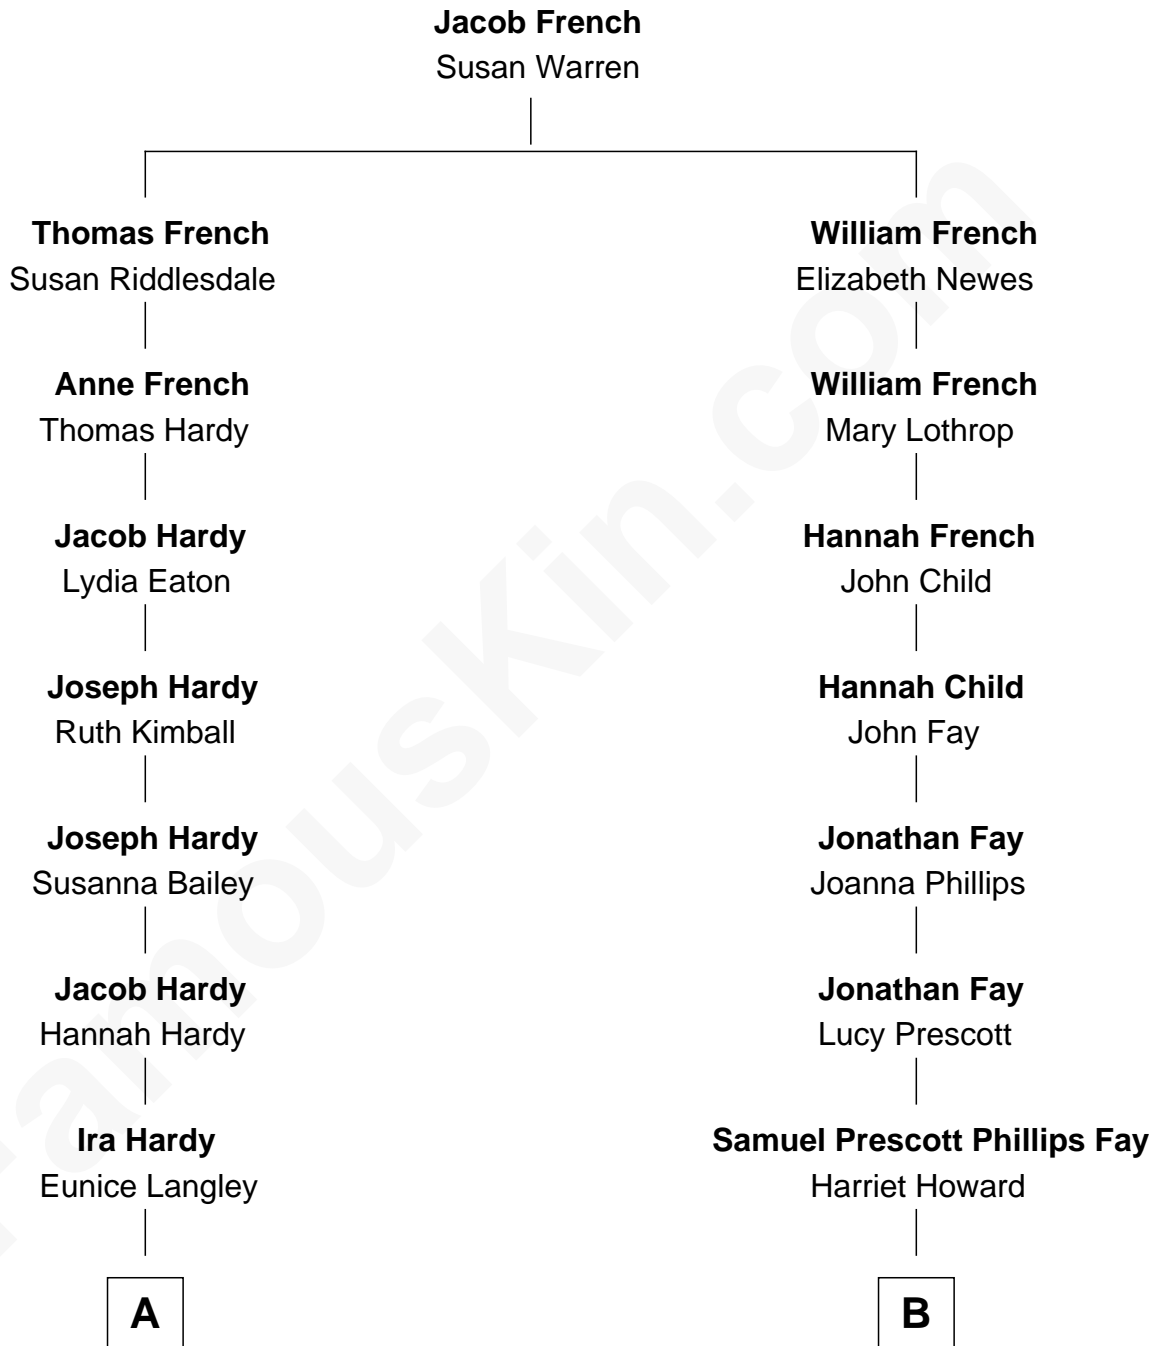 Jacob French
Susan Warren
Thomas French
Susan Riddlesdale
William French
Elizabeth Newes
Anne French
Thomas Hardy
William French
Mary Lothrop
Jacob Hardy
Lydia Eaton
Hannah French
John Child
Joseph Hardy
Ruth Kimball
Hannah Child
John Fay
Joseph Hardy
Susanna Bailey
Jonathan Fay
Joanna Phillips
Jacob Hardy
Hannah Hardy
Jonathan Fay
Lucy Prescott
Ira Hardy
Eunice Langley
Samuel Prescott Phillips Fay
Harriet Howard
A
B
FamousKin.com